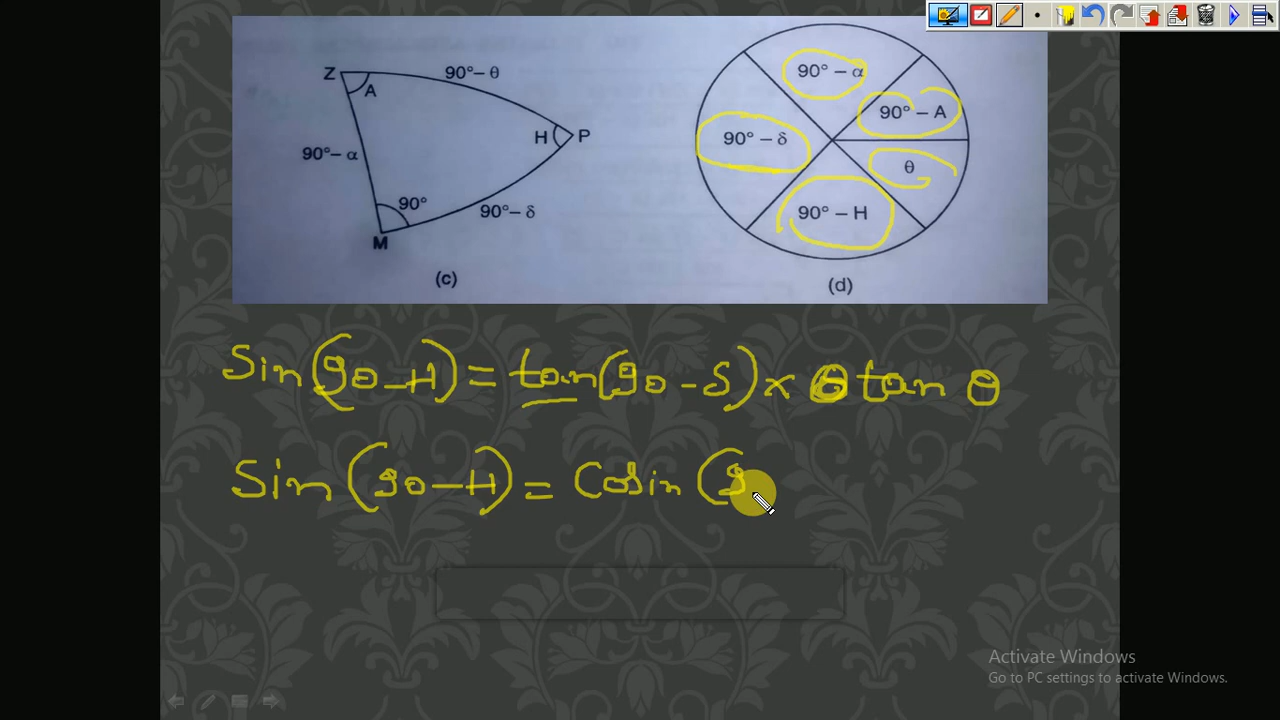 Z
A
90°– θ
H
P
90°– α
90°
90°– δ
M
(c)
90° – α
90° – A
90° – δ
θ
90° – H
(d)
Sin(90–H) = tan(90–δ) × tan θ
Sin(90–H) = Cosin (9
Activate Windows
Go to PC settings to activate Windows.